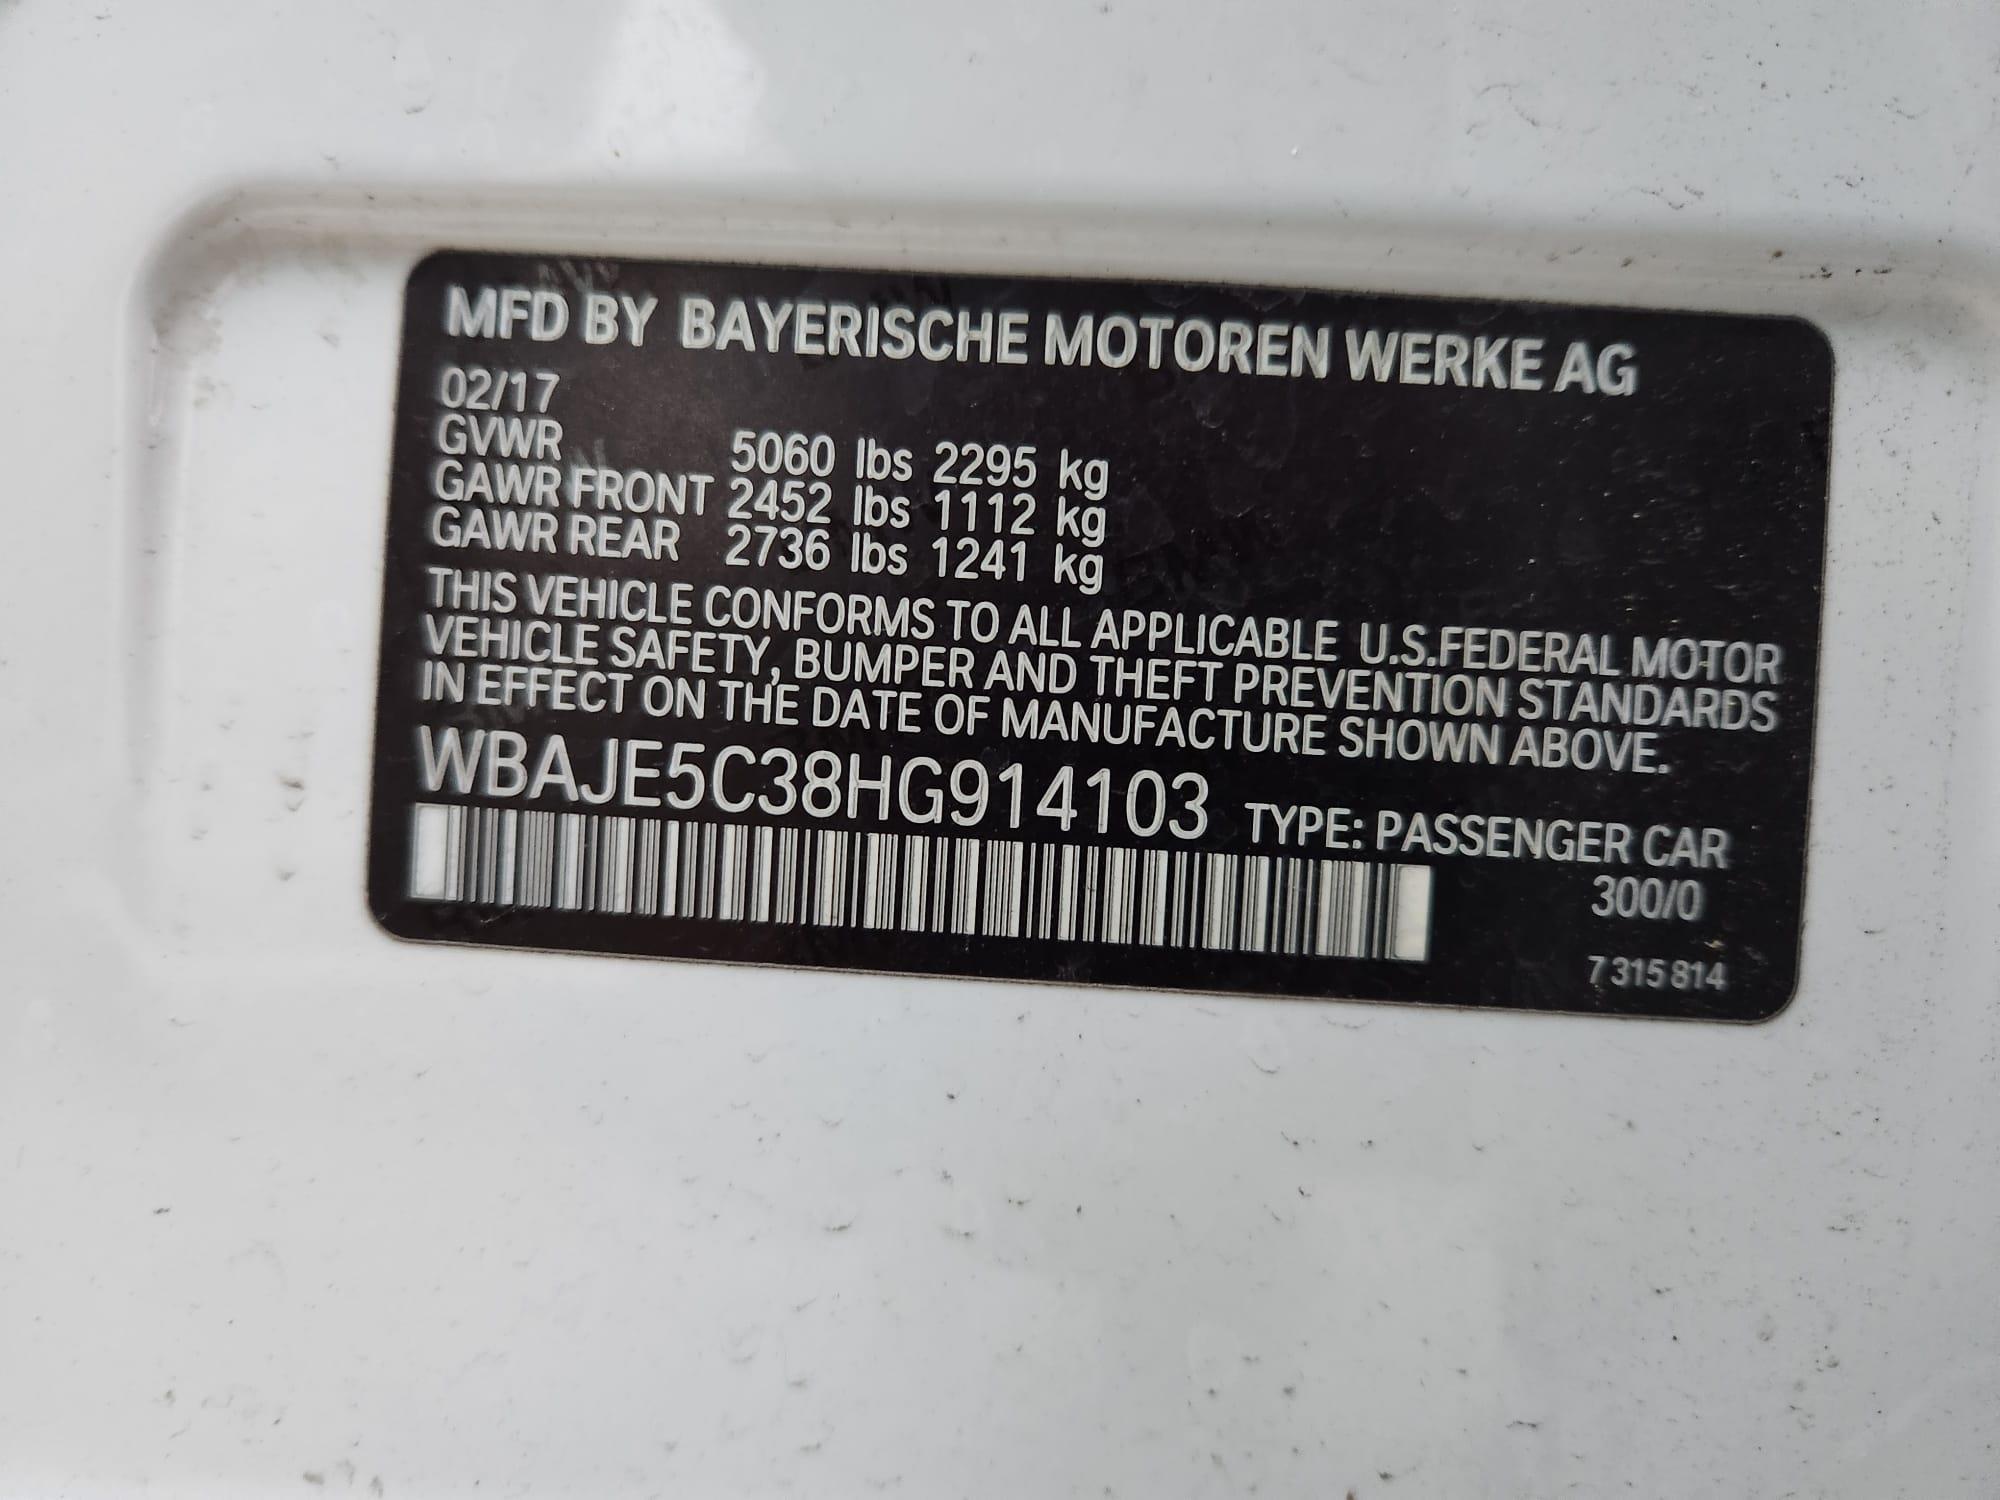 MFD BY BAYERISCHE MOTOREN WERKE AG
02/17
GVWR 5060 lbs 2295 kg
GAWR FRONT 2452 lbs 1112 kg
GAWR REAR 2736 lbs 1241 kg
THIS VEHICLE CONFORMS TO ALL APPLICABLE U.S.FEDERAL MOTOR
VEHICLE SAFETY, BUMPER AND THEFT PREVENTION STANDARDS
IN EFFECT ON THE DATE OF MANUFACTURE SHOWN ABOVE.
WBAJE5C38HG914103 TYPE: PASSENGER CAR
300/0
7 315 814